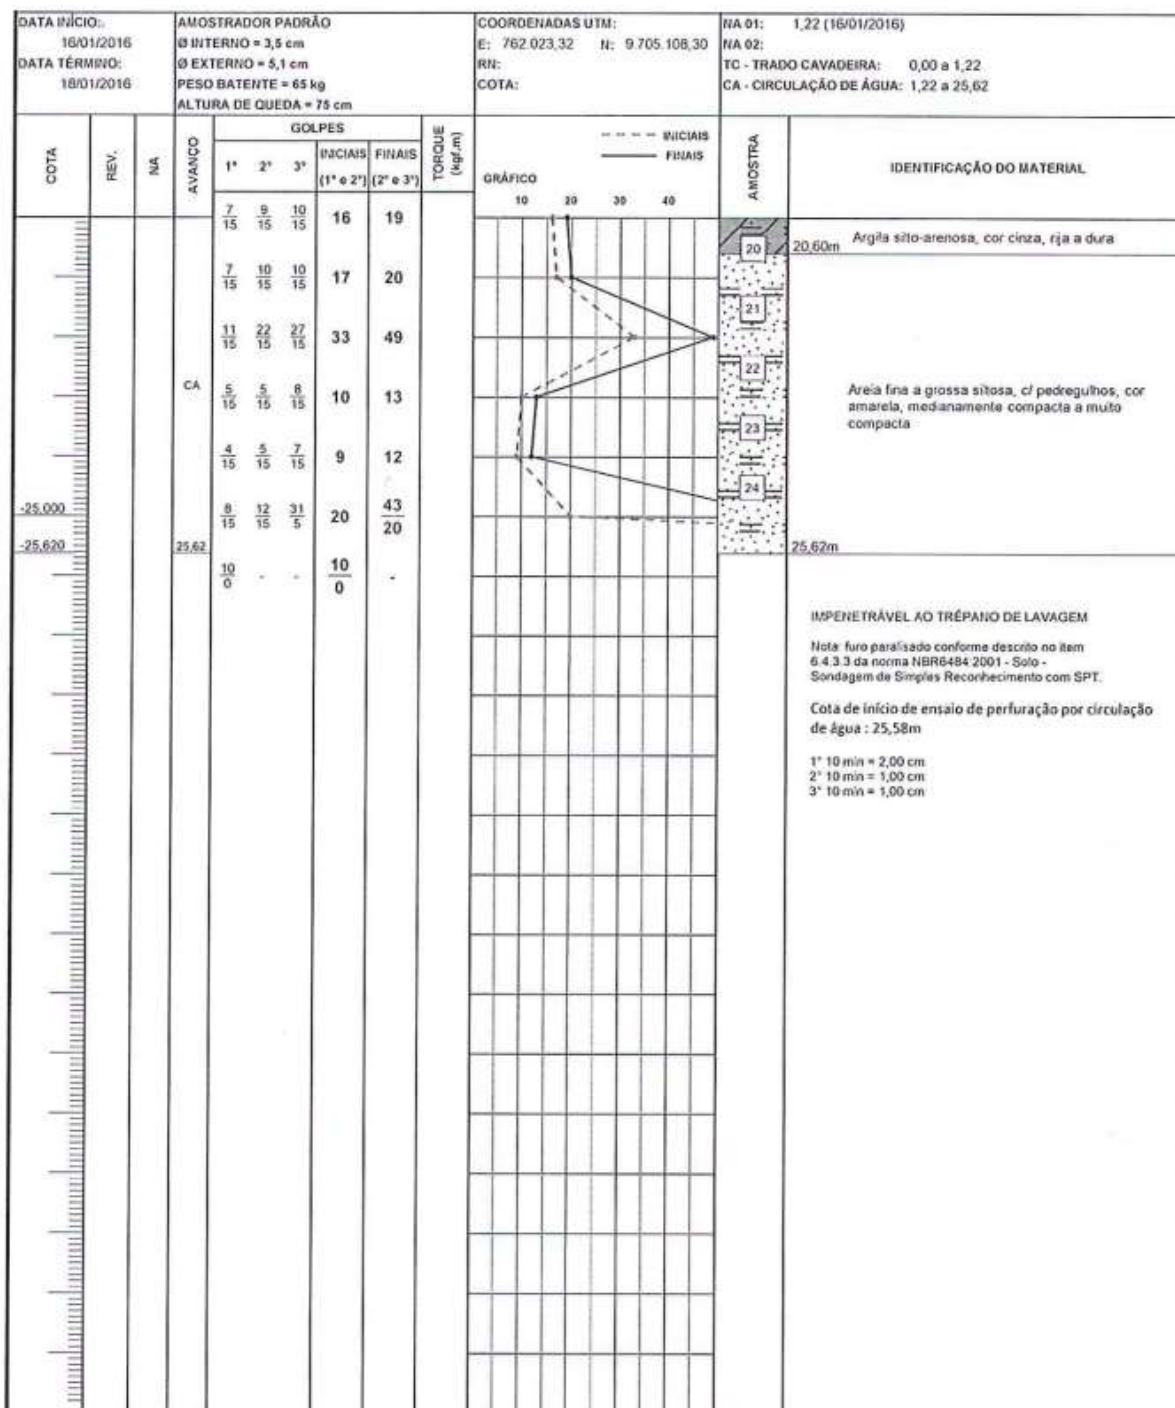 DATA INÍCIO:
16/01/2016
DATA TÉRMINO:
18/01/2016
AMOSTRADOR PADRÃO
Ø INTERNO = 3,5 cm
Ø EXTERNO = 5,1 cm
PESO BATENTE = 65 kg
ALTURA DE QUEDA = 75 cm
COORDENADAS UTM:
E: 762.023,32 N: 9.705.108,30
RN:
COTA:
NA 01: 1,22 (16/01/2016)
NA 02:
TC - TRADO CAVADEIRA: 0,00 a 1,22
CA - CIRCULAÇÃO DE ÁGUA: 1,22 a 25,62
COTA
REV.
NA
AVANÇO
GOLPES
1ª 2ª 3ª
INICIAIS FINAIS
(1ª e 2ª) (2ª e 3ª)
TORQUE
(kgf.m)
GRÁFICO
INICIAIS
FINAIS
10 20 30 40
AMOSTRA
IDENTIFICAÇÃO DO MATERIAL
7/15 9/15 10/15 16 19
7/15 10/15 10/15 17 20
11/15 22/15 27/15 33 49
CA
5/15 5/15 8/15 10 13
4/15 5/15 7/15 9 12
-25.000
8/15 12/15 31/5 20 43/20
-25.620
25,62
10/0 - - 10/0 -
20
21
22
23
24
20,60m
Argila silto-arenosa, cor cinza, rija a dura
Areia fina a grossa siltosa, c/ pedregulhos, cor
amarela, medianamente compacta a muito
compacta
25,62m
IMPENETRÁVEL AO TRÉPANO DE LAVAGEM
Nota: furo paralisado conforme descrito no item
6.4.3.3 da norma NBR6484:2001 - Solo -
Sondagem de Simples Reconhecimento com SPT.
Cota de início de ensaio de perfuração por circulação
de água : 25,58m
1° 10 min = 2,00 cm
2° 10 min = 1,00 cm
3° 10 min = 1,00 cm